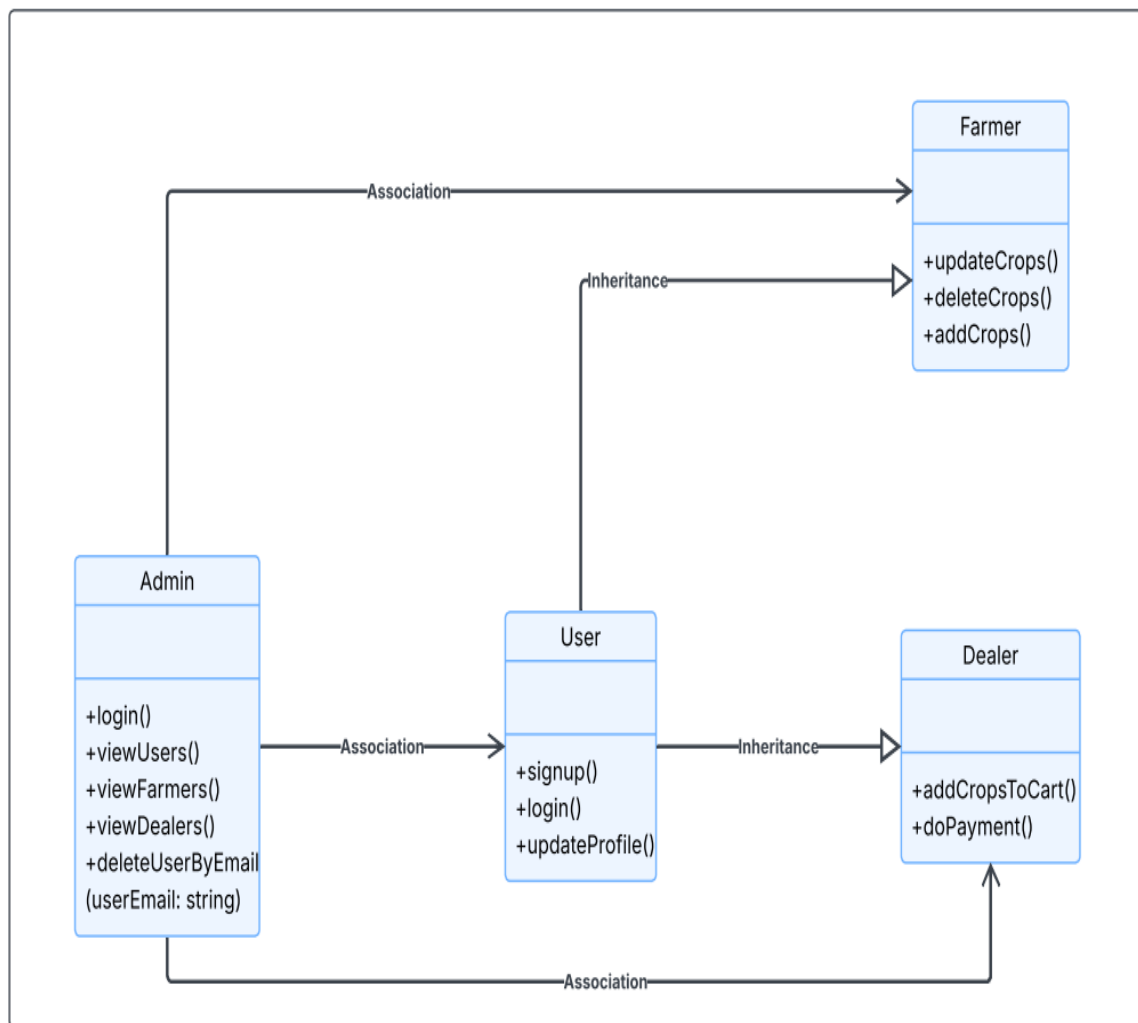 Farmer
Association
+updateCrops()
+deleteCrops()
+addCrops()
Inheritance
Admin
+login()
+viewUsers()
+viewFarmers()
+viewDealers()
+deleteUserByEmail
(userEmail: string)
Association
User
+signup()
+login()
+updateProfile()
Inheritance
Dealer
+addCropsToCart()
+doPayment()
Association